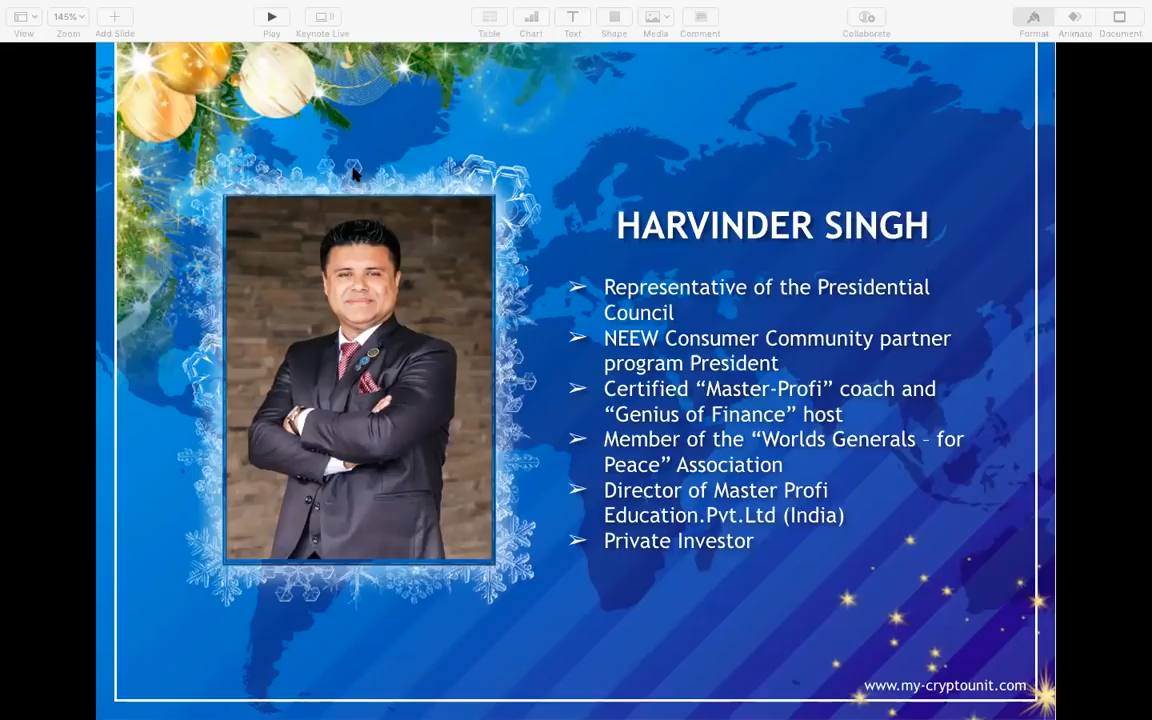 145%
View
Zoom
Add Slide
Play
Keynote Live
Table
Chart
Text
Shape
Media
Comment
Collaborate
Format
Animate
Document
HARVINDER SINGH
➢ Representative of the Presidential
Council
➢ NEEW Consumer Community partner
program President
➢ Certified “Master-Profi” coach and
“Genius of Finance” host
➢ Member of the “Worlds Generals – for
Peace” Association
➢ Director of Master Profi
Education.Pvt.Ltd (India)
➢ Private Investor
www.my-cryptounit.com